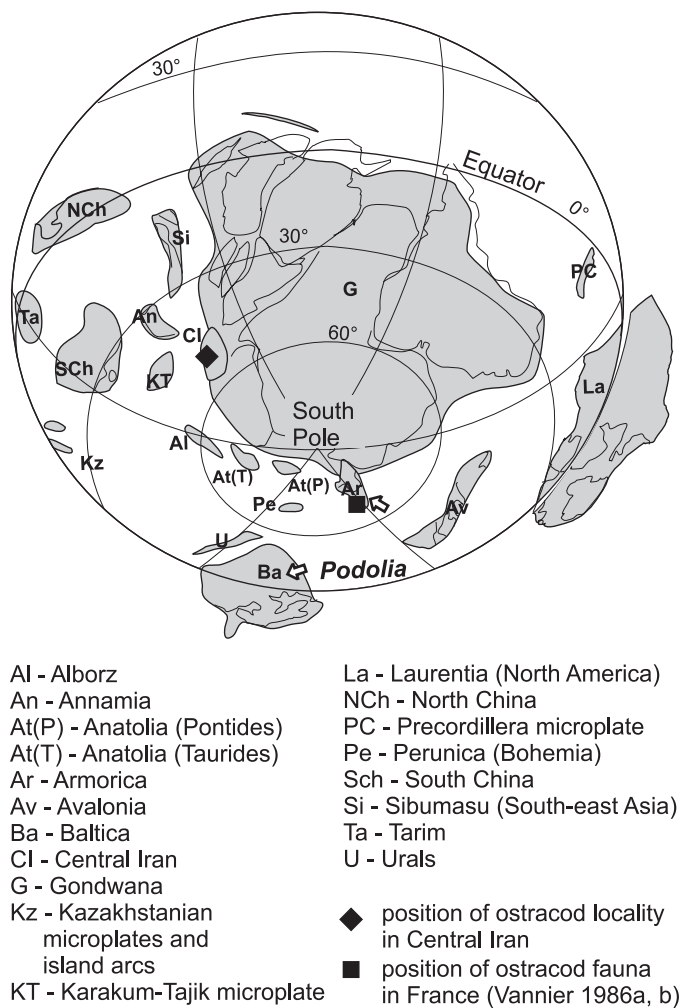 30°
Equator
0°
NCh
Si
30°
PC
G
Ta
An
CI
60°
SCh
KT
La
South
Pole
Al
Kz
At(T)
At(P)
Ar
Pe
Av
U
Ba
Podolia
Al - Alborz
An - Annamia
At(P) - Anatolia (Pontides)
At(T) - Anatolia (Taurides)
Ar - Armorica
Av - Avalonia
Ba - Baltica
CI - Central Iran
G - Gondwana
Kz - Kazakhstanian
microplates and
island arcs
KT - Karakum-Tajik microplate
La - Laurentia (North America)
NCh - North China
PC - Precordillera microplate
Pe - Perunica (Bohemia)
Sch - South China
Si - Sibumasu (South-east Asia)
Ta - Tarim
U - Urals
position of ostracod locality
in Central Iran
position of ostracod fauna
in France (Vannier 1986a, b)